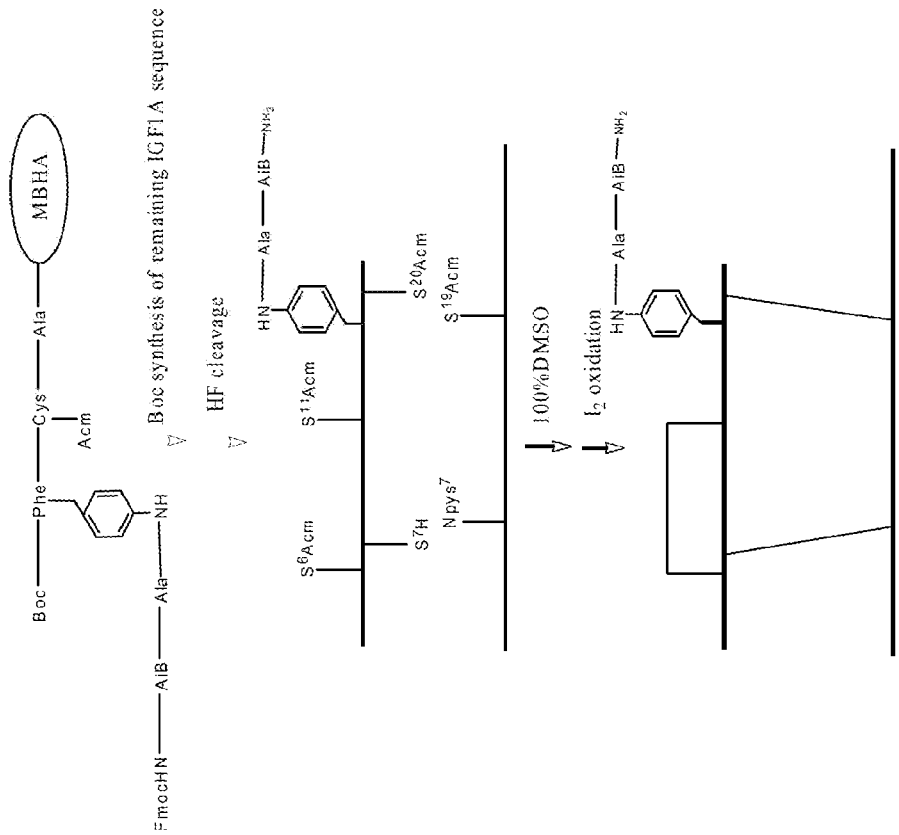 Boc — Phe — Cys — Ala — MBHA
Acm
FmocHN — AiB — Ala — NH
Boc synthesis of remaining IGF1A sequence
HF cleavage
HN — Ala — AiB — NH2
S6Acm S11Acm
S7H S20Acm
Npys7 S19Acm
100%DMSO
I2 oxidation
HN — Ala — AiB — NH2